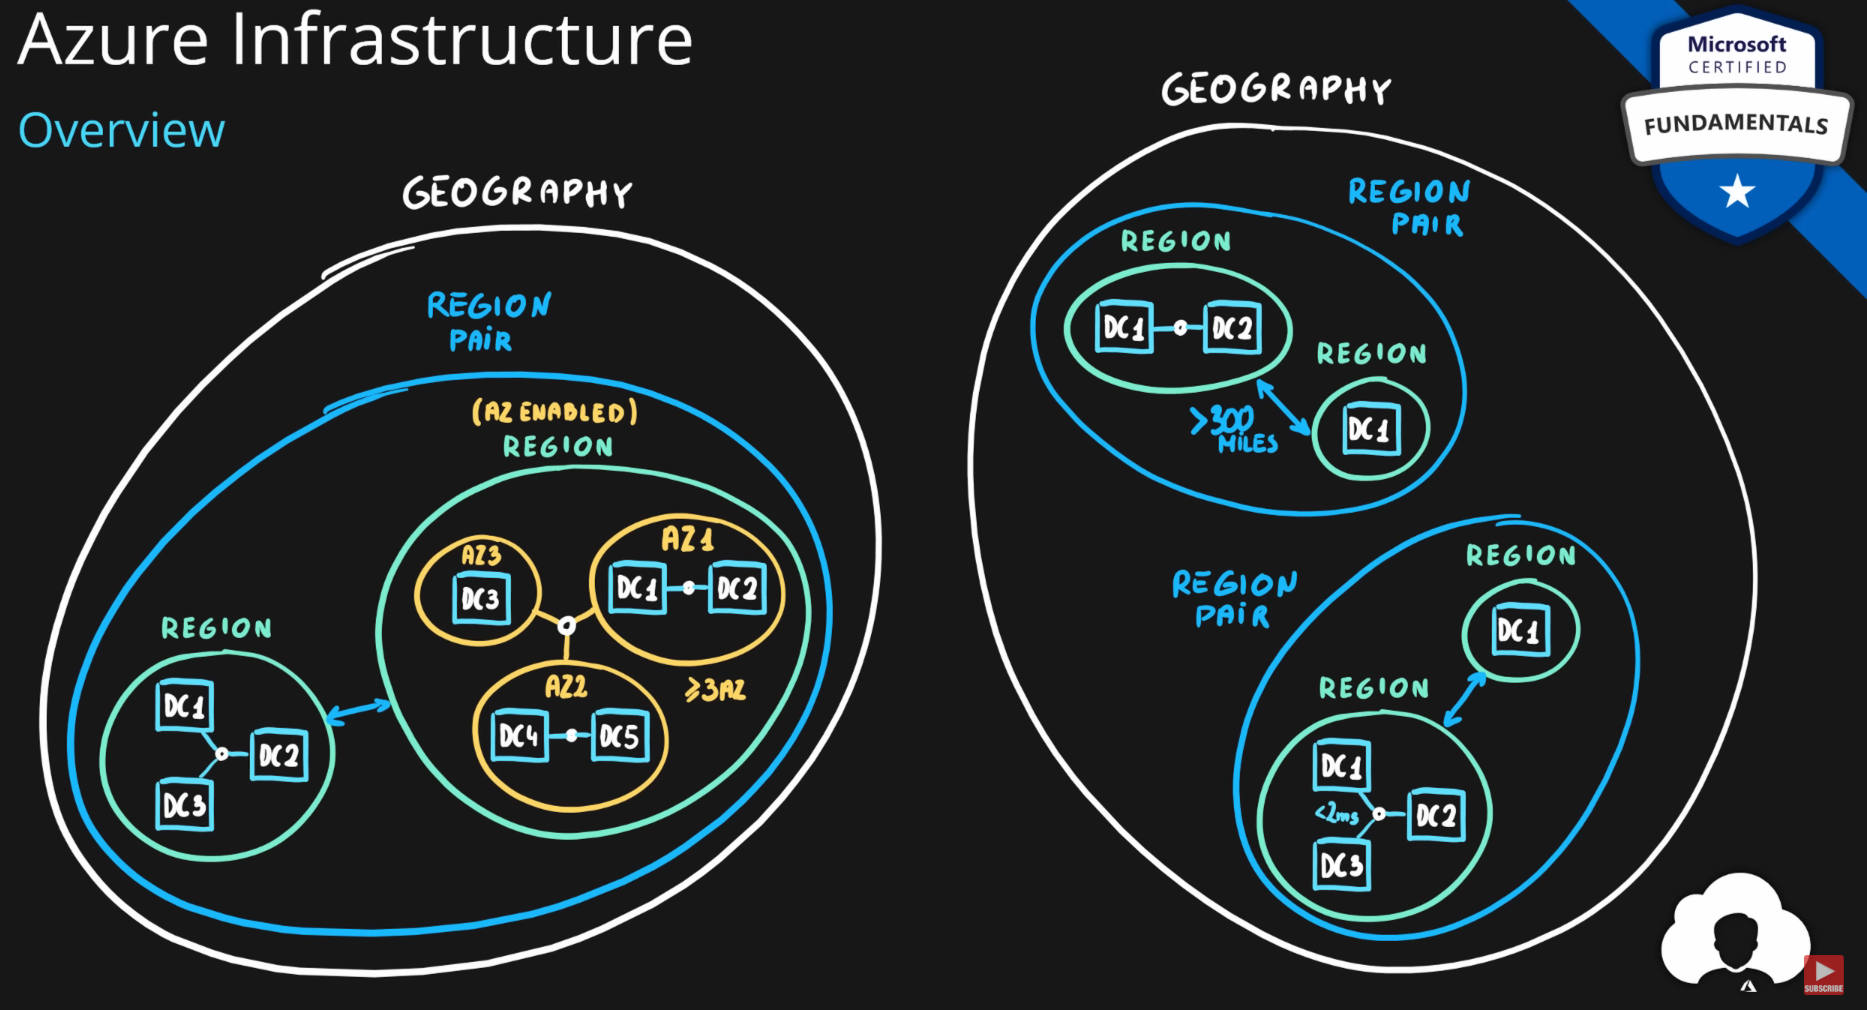 Azure Infrastructure
Overview
Microsoft
CERTIFIED
FUNDAMENTALS
GEOGRAPHY
REGION
PAIR
(AZ ENABLED)
REGION
AZ3
DC3
AZ1
DC1
DC2
AZ2
DC4
DC5
≥3AZ
REGION
DC1
DC2
DC3
GEOGRAPHY
REGION
PAIR
REGION
DC1
DC2
REGION
DC1
>300
MILES
REGION
PAIR
REGION
DC1
REGION
DC1
<2ms
DC2
DC3
SUBSCRIBE